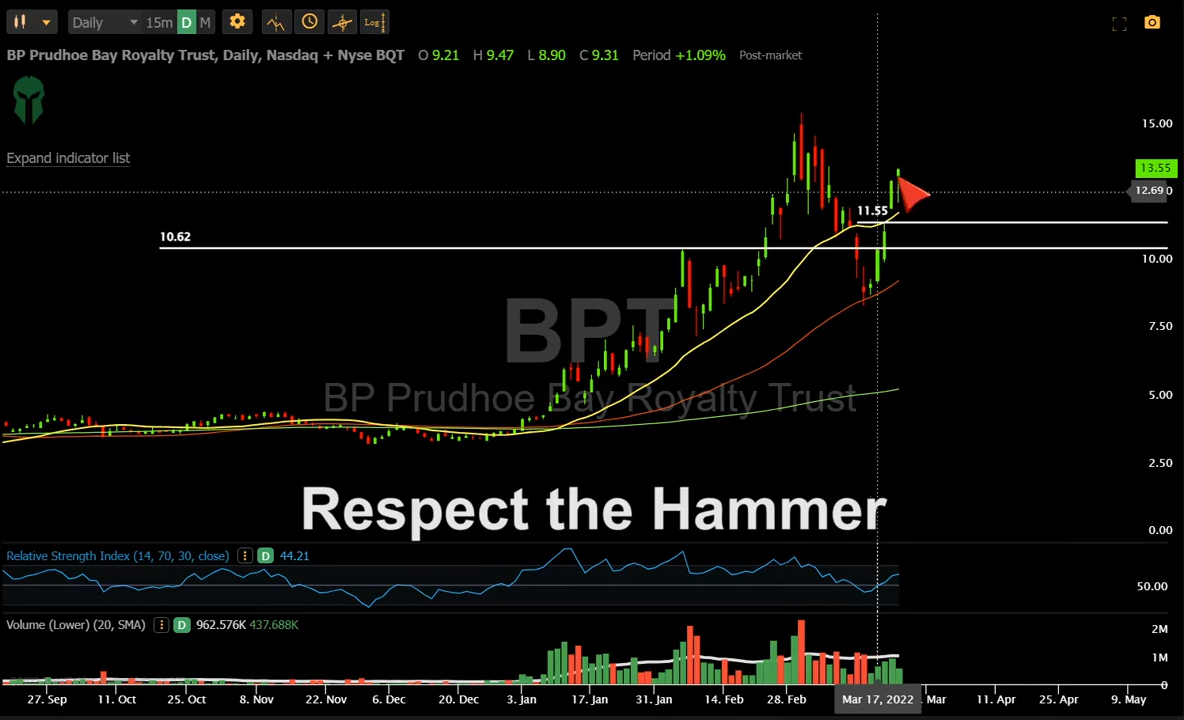 Daily 15m D M Log
BP Prudhoe Bay Royalty Trust, Daily, Nasdaq + Nyse BQT O 9.21 H 9.47 L 8.90 C 9.31 Period +1.09% Post-market
Expand indicator list
15.00
13.55
12.690
11.55
10.62
10.00
BPT
7.50
BP Prudhoe Bay Royalty Trust
5.00
2.50
Respect the Hammer
0.00
Relative Strength Index (14, 70, 30, close) D 44.21
50.00
Volume (Lower) (20, SMA) D 962.576K 437.688K
2M
1M
0
27. Sep 11. Oct 25. Oct 8. Nov 22. Nov 6. Dec 20. Dec 3. Jan 17. Jan 31. Jan 14. Feb 28. Feb Mar 17, 2022 Mar 11. Apr 25. Apr 9. May